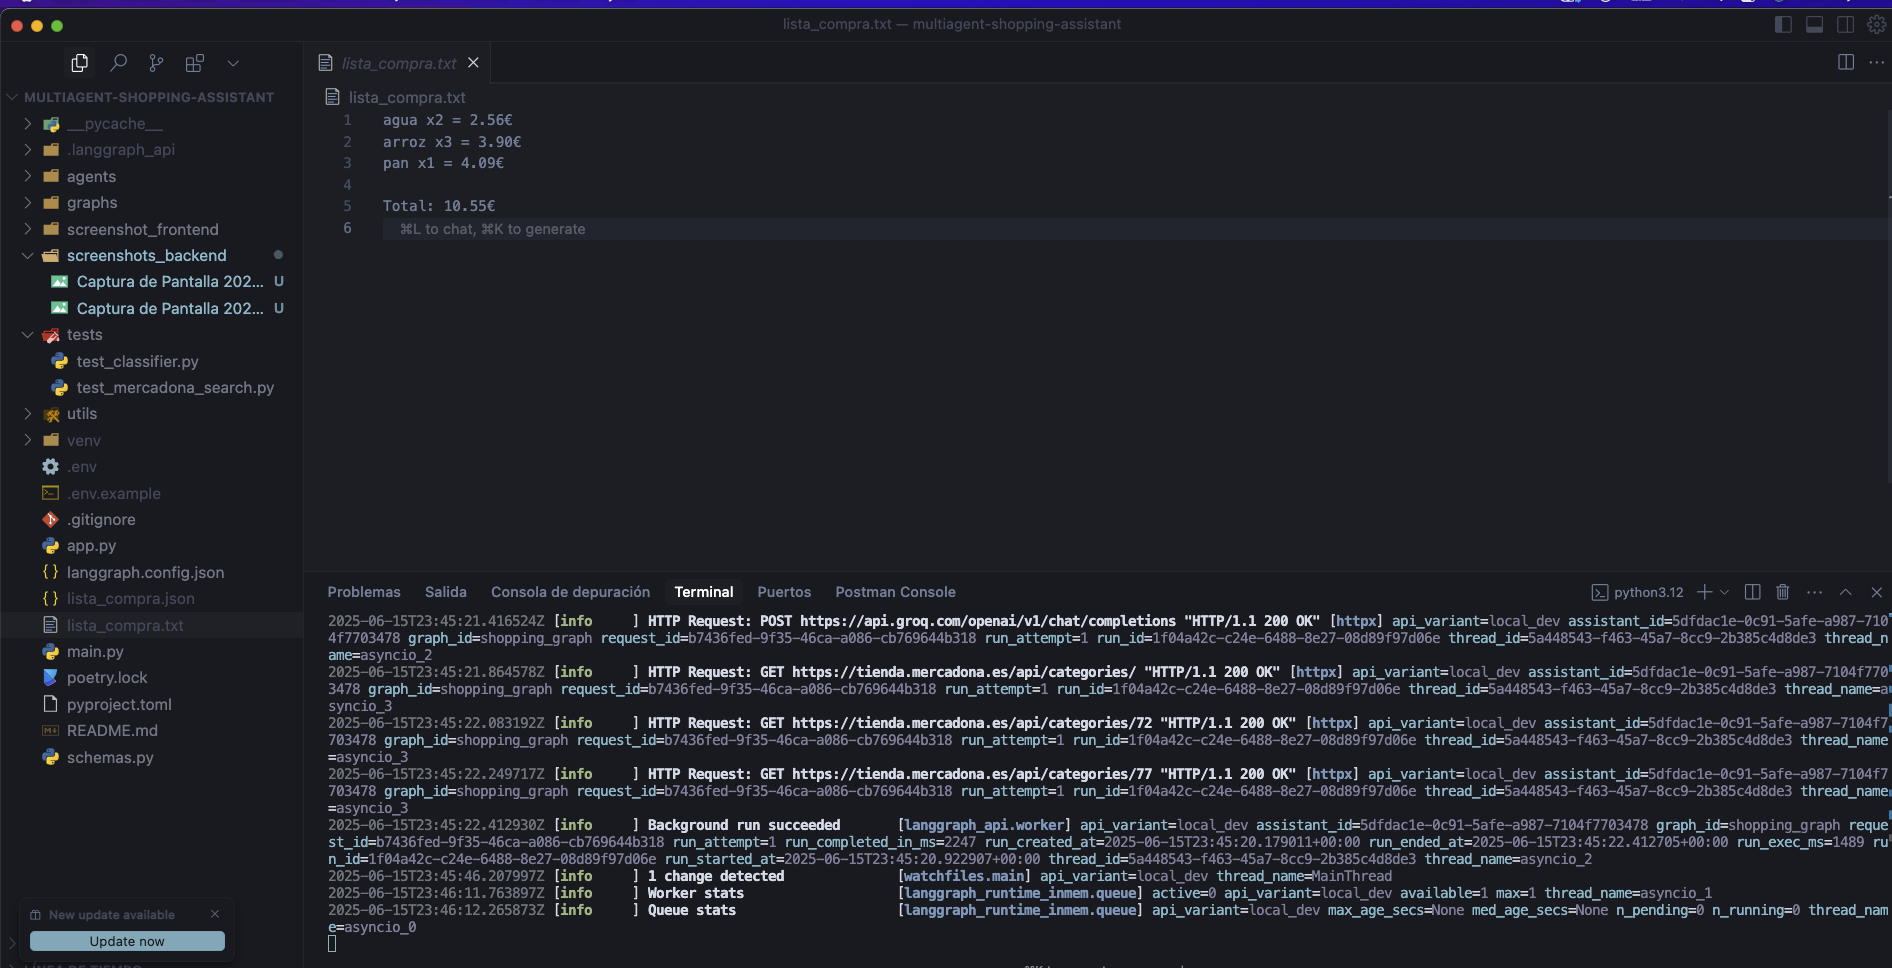 lista_compra.txt — multiagent-shopping-assistant
MULTIAGENT-SHOPPING-ASSISTANT
__pycache__
.langgraph_api
agents
graphs
screenshot_frontend
screenshots_backend
Captura de Pantalla 202... U
Captura de Pantalla 202... U
tests
test_classifier.py
test_mercadona_search.py
utils
venv
.env
.env.example
.gitignore
app.py
langgraph.config.json
lista_compra.json
lista_compra.txt
main.py
poetry.lock
pyproject.toml
README.md
schemas.py
New update available
Update now
LÍNEA DE TIEMPO
lista_compra.txt
lista_compra.txt
1 agua x2 = 2.56€
2 arroz x3 = 3.90€
3 pan x1 = 4.09€
4
5 Total: 10.55€
6 ⌘L to chat, ⌘K to generate
Problemas Salida Consola de depuración Terminal Puertos Postman Console python3.12
2025-06-15T23:45:21.416524Z [info ] HTTP Request: POST https://api.groq.com/openai/v1/chat/completions "HTTP/1.1 200 OK" [httpx] api_variant=local_dev assistant_id=5dfdac1e-0c91-5afe-a987-710
4f7703478 graph_id=shopping_graph request_id=b7436fed-9f35-46ca-a086-cb769644b318 run_attempt=1 run_id=1f04a42c-c24e-6488-8e27-08d89f97d06e thread_id=5a448543-f463-45a7-8cc9-2b385c4d8de3 thread_n
ame=asyncio_2
2025-06-15T23:45:21.864578Z [info ] HTTP Request: GET https://tienda.mercadona.es/api/categories/ "HTTP/1.1 200 OK" [httpx] api_variant=local_dev assistant_id=5dfdac1e-0c91-5afe-a987-7104f770
3478 graph_id=shopping_graph request_id=b7436fed-9f35-46ca-a086-cb769644b318 run_attempt=1 run_id=1f04a42c-c24e-6488-8e27-08d89f97d06e thread_id=5a448543-f463-45a7-8cc9-2b385c4d8de3 thread_name=a
syncio_3
2025-06-15T23:45:22.083192Z [info ] HTTP Request: GET https://tienda.mercadona.es/api/categories/72 "HTTP/1.1 200 OK" [httpx] api_variant=local_dev assistant_id=5dfdac1e-0c91-5afe-a987-7104f7
703478 graph_id=shopping_graph request_id=b7436fed-9f35-46ca-a086-cb769644b318 run_attempt=1 run_id=1f04a42c-c24e-6488-8e27-08d89f97d06e thread_id=5a448543-f463-45a7-8cc9-2b385c4d8de3 thread_name
=asyncio_3
2025-06-15T23:45:22.249717Z [info ] HTTP Request: GET https://tienda.mercadona.es/api/categories/77 "HTTP/1.1 200 OK" [httpx] api_variant=local_dev assistant_id=5dfdac1e-0c91-5afe-a987-7104f7
703478 graph_id=shopping_graph request_id=b7436fed-9f35-46ca-a086-cb769644b318 run_attempt=1 run_id=1f04a42c-c24e-6488-8e27-08d89f97d06e thread_id=5a448543-f463-45a7-8cc9-2b385c4d8de3 thread_name
=asyncio_3
2025-06-15T23:45:22.412930Z [info ] Background run succeeded [langgraph_api.worker] api_variant=local_dev assistant_id=5dfdac1e-0c91-5afe-a987-7104f7703478 graph_id=shopping_graph reque
st_id=b7436fed-9f35-46ca-a086-cb769644b318 run_attempt=1 run_completed_in_ms=2247 run_created_at=2025-06-15T23:45:20.179011+00:00 run_ended_at=2025-06-15T23:45:22.412705+00:00 run_exec_ms=1489 ru
n_id=1f04a42c-c24e-6488-8e27-08d89f97d06e run_started_at=2025-06-15T23:45:20.922907+00:00 thread_id=5a448543-f463-45a7-8cc9-2b385c4d8de3 thread_name=asyncio_2
2025-06-15T23:45:46.207997Z [info ] 1 change detected [watchfiles.main] api_variant=local_dev thread_name=MainThread
2025-06-15T23:46:11.763897Z [info ] Worker stats [langgraph_runtime_inmem.queue] active=0 api_variant=local_dev available=1 max=1 thread_name=asyncio_1
2025-06-15T23:46:12.265873Z [info ] Queue stats [langgraph_runtime_inmem.queue] api_variant=local_dev max_age_secs=None med_age_secs=None n_pending=0 n_running=0 thread_nam
e=asyncio_0